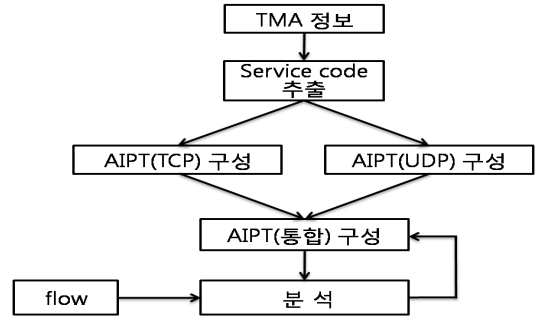 TMA 정보
Service code
추출
AIPT(TCP) 구성
AIPT(UDP) 구성
AIPT(통합) 구성
flow
분 석